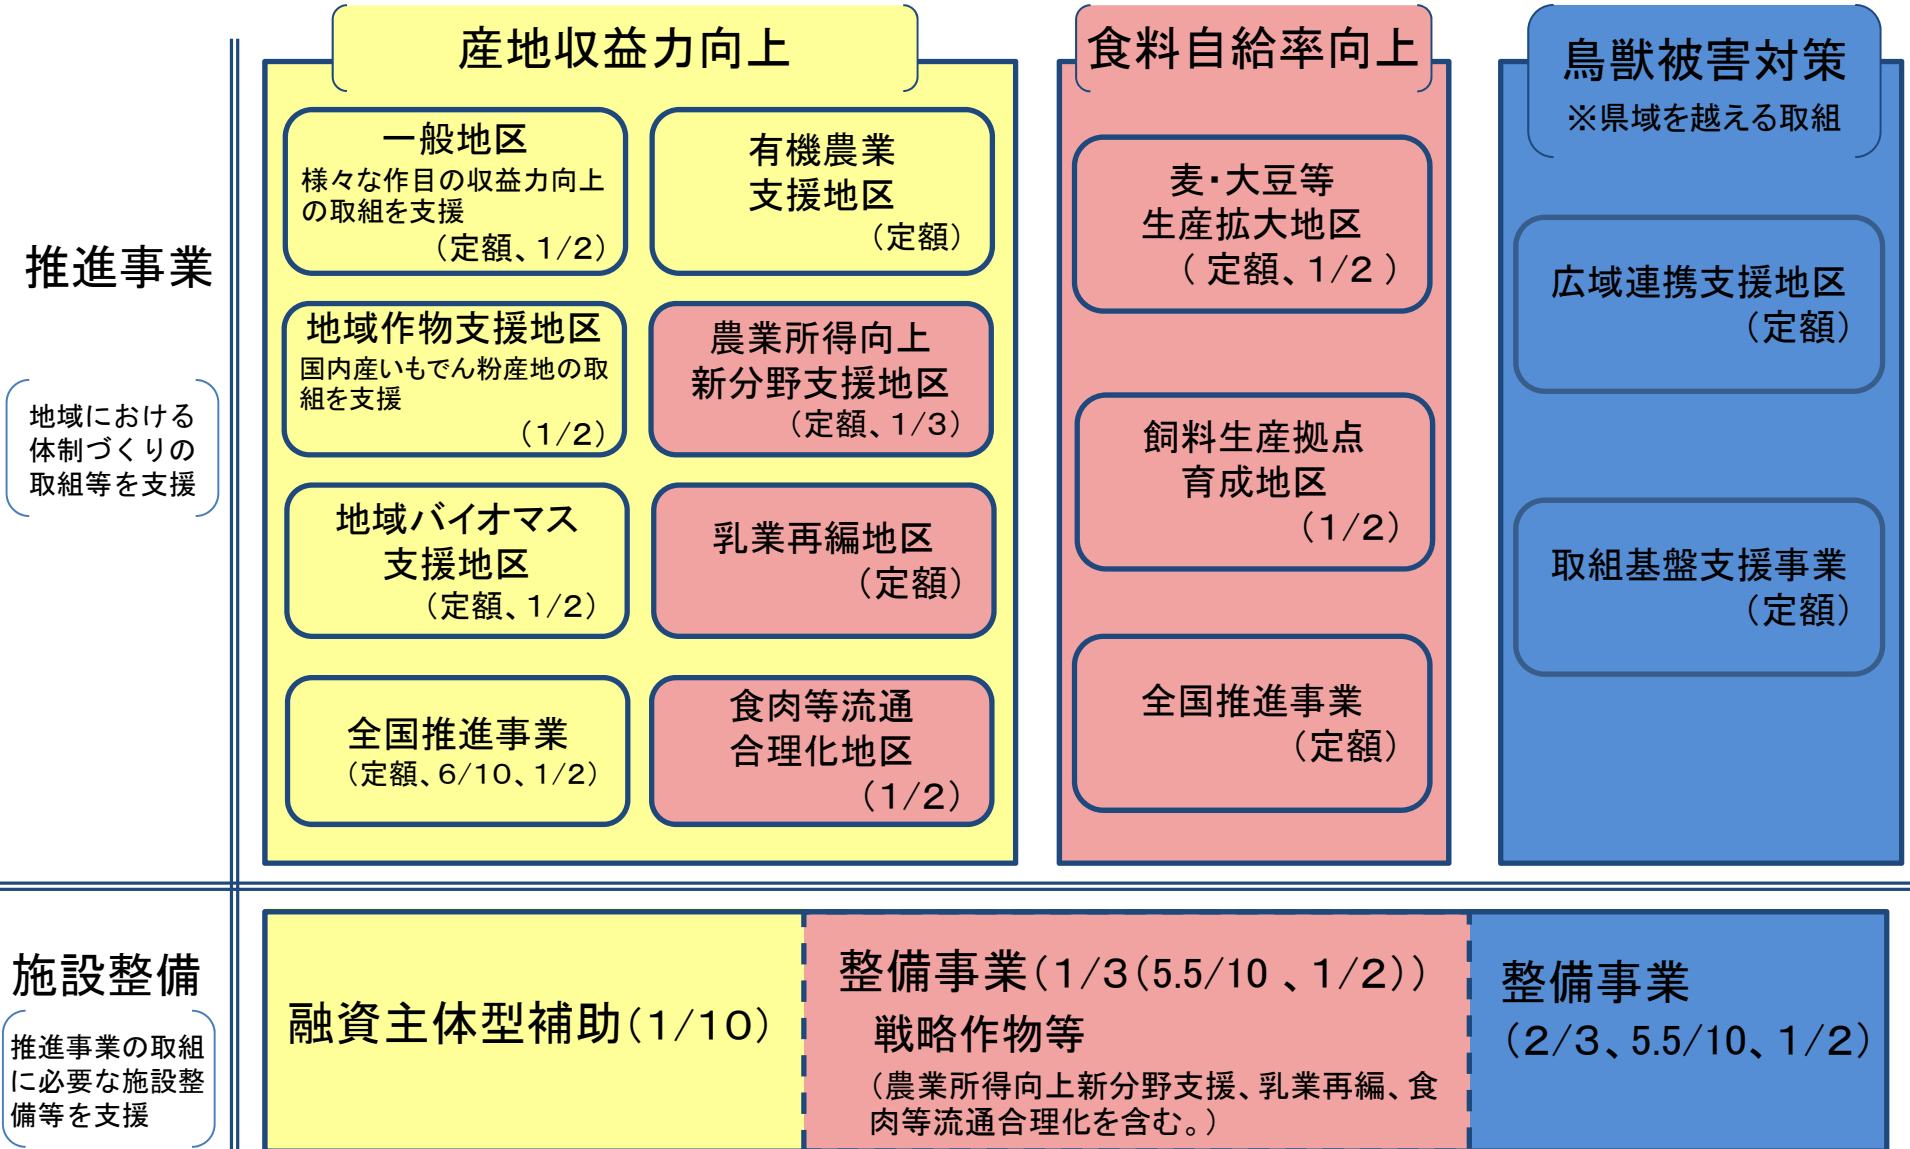 産地収益力向上
食料自給率向上
鳥獣被害対策
※県域を越える取組
推進事業
地域における
体制づくりの
取組等を支援
一般地区
様々な作目の収益力向上
の取組を支援
(定額、1/2)
有機農業
支援地区
(定額)
地域作物支援地区
国内産いもでん粉産地の取
組を支援
(1/2)
農業所得向上
新分野支援地区
(定額、1/3)
地域バイオマス
支援地区
(定額、1/2)
乳業再編地区
(定額)
全国推進事業
(定額、6/10、1/2)
食肉等流通
合理化地区
(1/2)
麦・大豆等
生産拡大地区
( 定額、1/2 )
飼料生産拠点
育成地区
(1/2)
全国推進事業
(定額)
広域連携支援地区
(定額)
取組基盤支援事業
(定額)
施設整備
推進事業の取組
に必要な施設整
備等を支援
融資主体型補助(1/10)
整備事業(1/3(5.5/10 、1/2))
戦略作物等
(農業所得向上新分野支援、乳業再編、食
肉等流通合理化を含む。)
整備事業
(2/3、5.5/10、1/2)